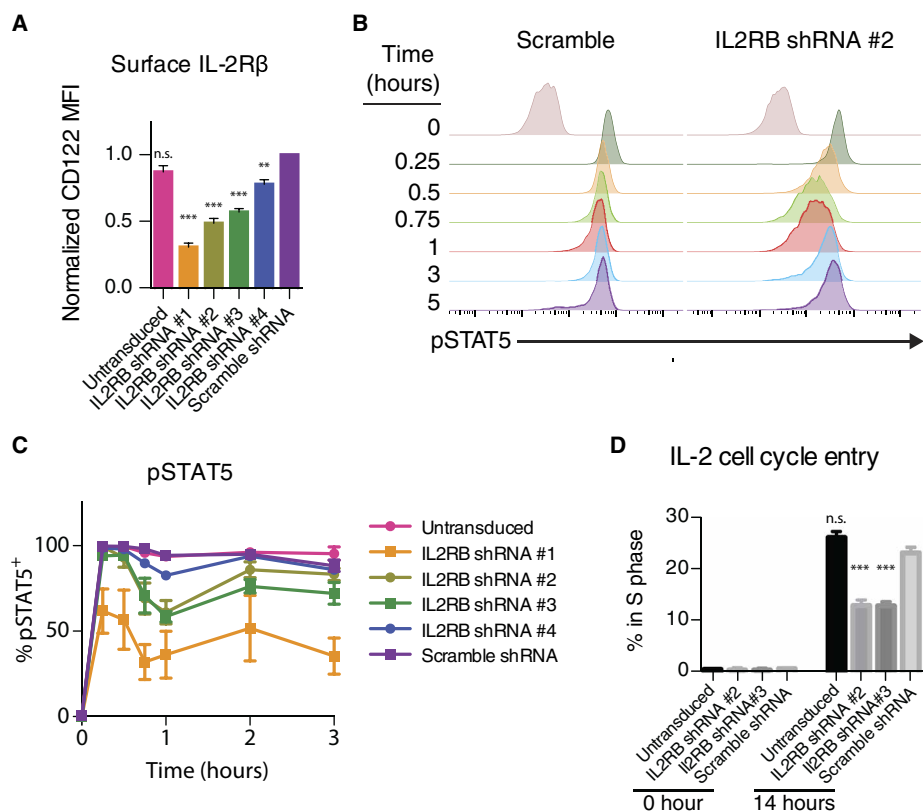 A
Surface IL-2Rβ
Normalized CD122 MFI
1.0
0.5
0.0
n.s.
***
***
***
**
Untransduced
IL2RB shRNA #1
IL2RB shRNA #2
IL2RB shRNA #3
IL2RB shRNA #4
Scramble shRNA
B
Time
(hours)
Scramble
IL2RB shRNA #2
0
0.25
0.5
0.75
1
3
5
pSTAT5
C
pSTAT5
% pSTAT5+
100
50
0
0
1
2
3
Time (hours)
Untransduced
IL2RB shRNA #1
IL2RB shRNA #2
IL2RB shRNA #3
IL2RB shRNA #4
Scramble shRNA
D
IL-2 cell cycle entry
% in S phase
30
20
10
0
n.s.
***
***
Untransduced
IL2RB shRNA #2
Il2RB shRNA#3
Scramble shRNA
Untransduced
IL2RB shRNA #2
Il2RB shRNA#3
Scramble shRNA
0 hour
14 hours